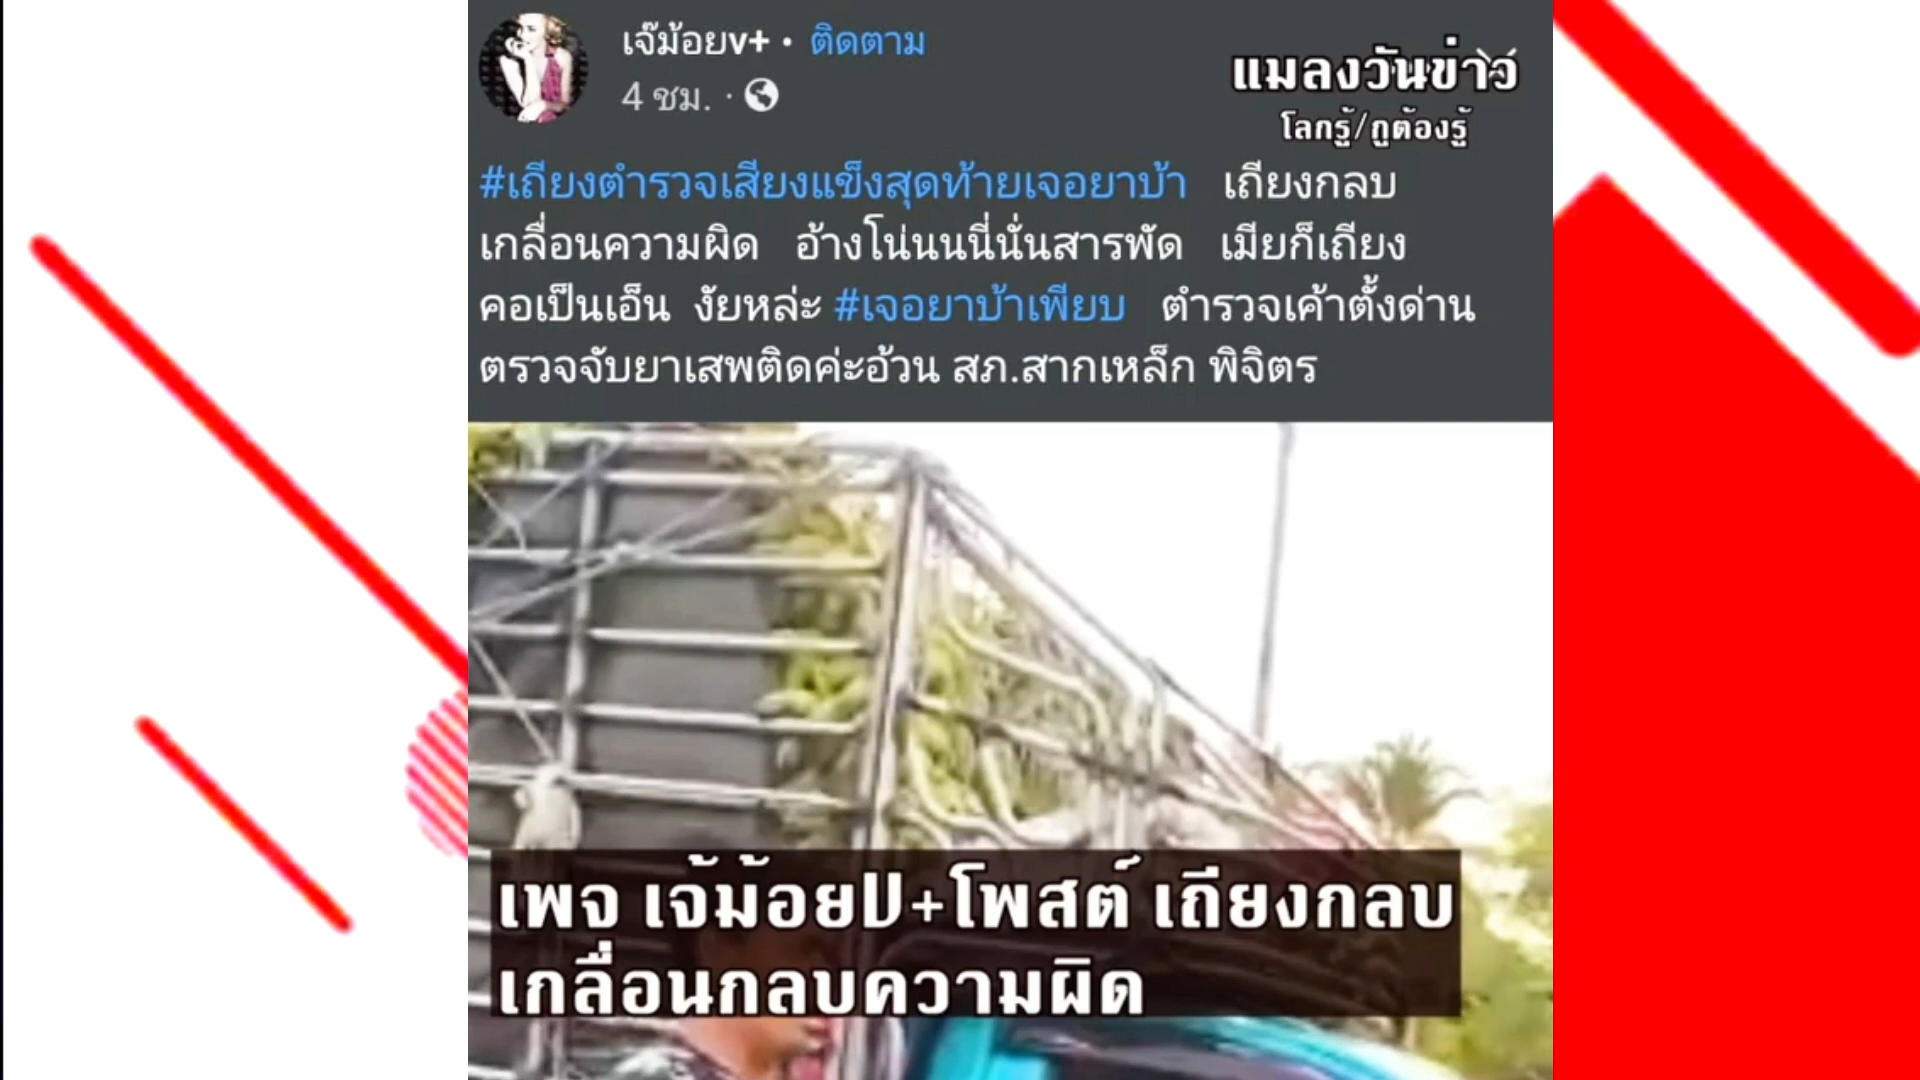 เจ๊ม้อยv+ · ติดตาม
4 ชม. ·
แมลงวันข่าว
โลกรู้/กูต้องรู้
#เถียงตำรวจเสียงแข็งสุดท้ายเจอยาบ้า เถียงกลบ
เกลื่อนความผิด อ้างโน่นนนี่นั่นสารพัด เมียก็เถียง
คอเป็นเอ็น งัยหล่ะ #เจอยาบ้าเพียบ ตำรวจเค้าตั้งด่าน
ตรวจจับยาเสพติดค่ะอ้วน สภ.สากเหล็ก พิจิตร
เพจ เจ้ม้อยV+โพสต์ เถียงกลบ
เกลื่อนกลบความผิด